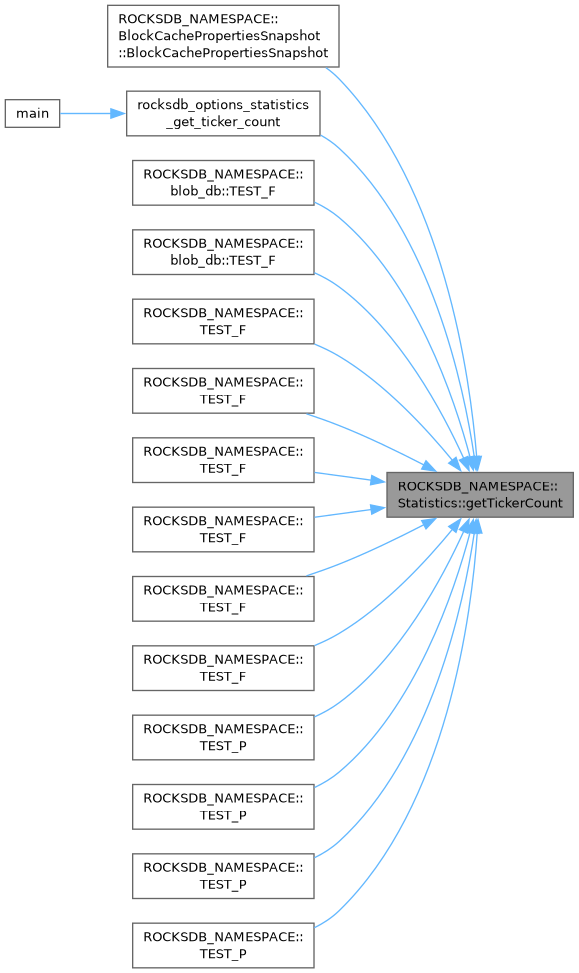 ROCKSDB_NAMESPACE::
BlockCachePropertiesSnapshot
::BlockCachePropertiesSnapshot
main
rocksdb_options_statistics
_get_ticker_count
ROCKSDB_NAMESPACE::
blob_db::TEST_F
ROCKSDB_NAMESPACE::
blob_db::TEST_F
ROCKSDB_NAMESPACE::
TEST_F
ROCKSDB_NAMESPACE::
TEST_F
ROCKSDB_NAMESPACE::
TEST_F
ROCKSDB_NAMESPACE::
Statistics::getTickerCount
ROCKSDB_NAMESPACE::
TEST_F
ROCKSDB_NAMESPACE::
TEST_F
ROCKSDB_NAMESPACE::
TEST_F
ROCKSDB_NAMESPACE::
TEST_P
ROCKSDB_NAMESPACE::
TEST_P
ROCKSDB_NAMESPACE::
TEST_P
ROCKSDB_NAMESPACE::
TEST_P